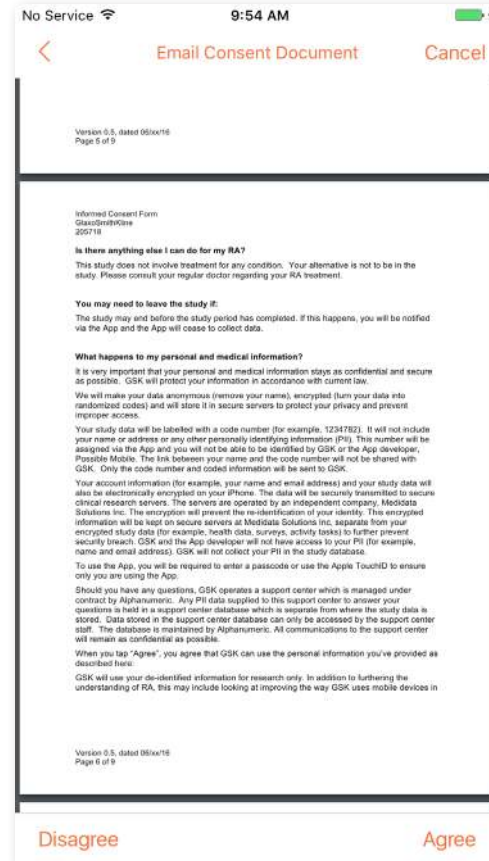 No Service 9:54 AM
Email Consent Document Cancel
Version 0.5, dated 06/xx/16
Page 5 of 9
Informed Consent Form
GlaxoSmithKline
205718
Is there anything else I can do for my RA?
This study does not involve treatment for any condition. Your alternative is not to be in the
study. Please consult your regular doctor regarding your RA treatment.
You may need to leave the study if:
The study may end before the study period has completed. If this happens, you will be notified
via the App and the App will cease to collect data.
What happens to my personal and medical information?
It is very important that your personal and medical information stays as confidential and secure
as possible. GSK will protect your information in accordance with current law.
We will make your data anonymous (remove your name), encrypted (turn your data into
randomized codes) and will store it in secure servers to protect your privacy and prevent
improper access.
Your study data will be labelled with a code number (for example, 1234782). It will not include
your name or address or any other personally identifying information (PII). This number will be
assigned via the App and you will not be able to be identified by GSK or the App developer,
Possible Mobile. The link between your name and the code number will not be shared with
GSK. Only the code number and coded information will be sent to GSK.
Your account information (for example, your name and email address) and your study data will
also be electronically encrypted on your iPhone. The data will be securely transmitted to secure
clinical research servers. The servers are operated by an independent company, Medidata
Solutions Inc. The encryption will prevent the re-identification of your identity. This encrypted
information will be kept on secure servers at Medidata Solutions Inc. separate from your
encrypted study data (for example, health data, surveys, activity tasks) to further prevent
security breach. GSK and the App developer will not have access to your PII (for example,
name and email address). GSK will not collect your PII in the study database.
To use the App, you will be required to enter a passcode or use the Apple TouchID to ensure
only you are using the App.
Should you have any questions, GSK operates a support center which is managed under
contract by Alphanumeric. Any PII data supplied to this support center to answer your
questions is held in a support center database which is separate from where the study data is
stored. Data stored in the support center database can only be accessed by the support center
staff. The database is maintained by Alphanumeric. All communications to the support center
will remain as confidential as possible.
When you tap "Agree", you agree that GSK can use the personal information you've provided as
described here:
GSK will use your de-identified information for research only. In addition to furthering the
understanding of RA, this may include looking at improving the way GSK uses mobile devices in
Version 0.5, dated 06/xx/16
Page 6 of 9
Disagree Agree